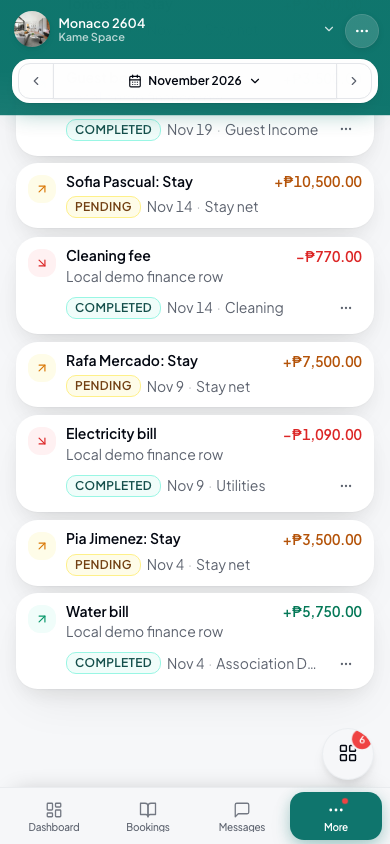 Monaco 2604
Kame Space
November 2026
COMPLETED Nov 19 · Guest Income
Sofia Pascual: Stay +₱10,500.00
PENDING Nov 14 · Stay net
Cleaning fee −₱770.00
Local demo finance row
COMPLETED Nov 14 · Cleaning
Rafa Mercado: Stay +₱7,500.00
PENDING Nov 9 · Stay net
Electricity bill −₱1,090.00
Local demo finance row
COMPLETED Nov 9 · Utilities
Pia Jimenez: Stay +₱3,500.00
PENDING Nov 4 · Stay net
Water bill +₱5,750.00
Local demo finance row
COMPLETED Nov 4 · Association D...
6
Dashboard Bookings Messages More